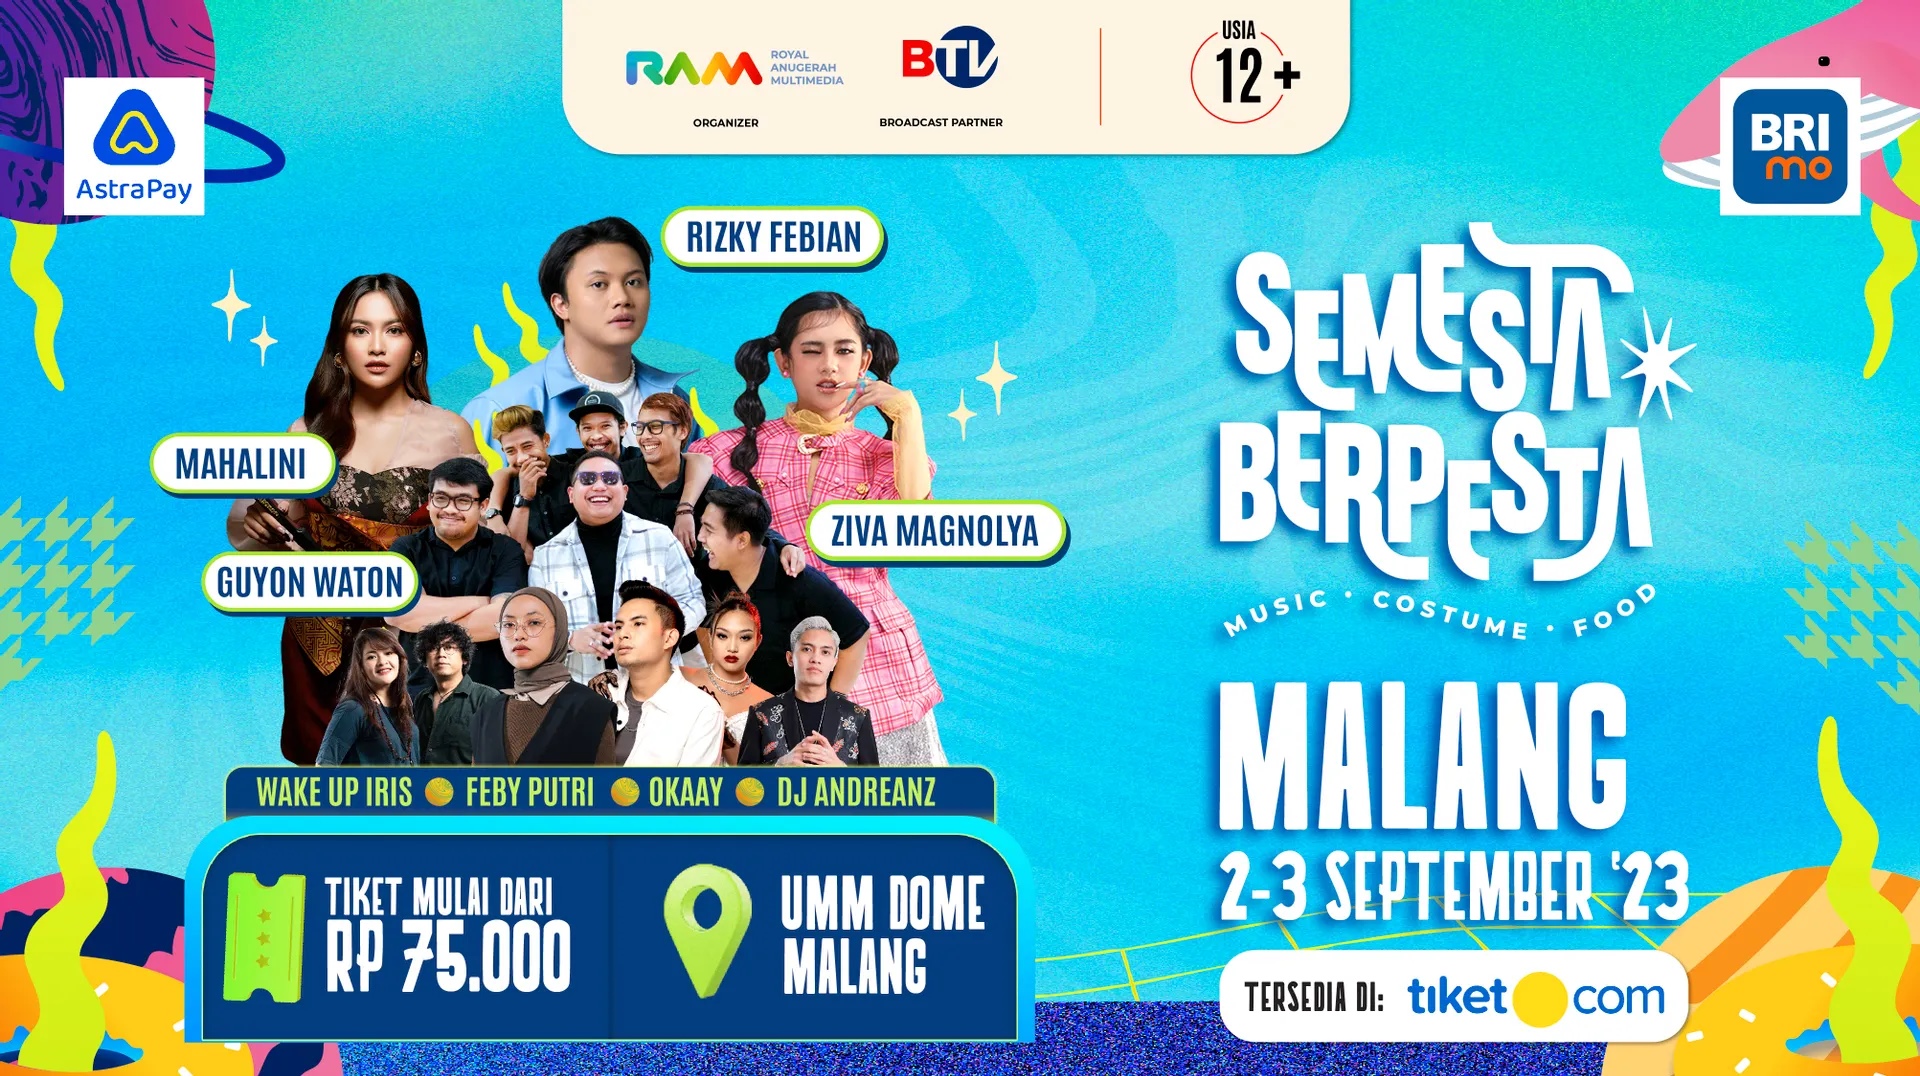 RAM ROYAL
ANUGERAH
MULTIMEDIA
ORGANIZER
BTV
BROADCAST PARTNER
USIA
12+
AstraPay
BRI
mo
RIZKY FEBIAN
MAHALINI
ZIVA MAGNOLYA
GUYON WATON
WAKE UP IRIS FEBY PUTRI OKAAY DJ ANDREANZ
TIKET MULAI DARI
RP 75.000
UMM DOME
MALANG
SEMESTA
BERPESTA
MUSIC • COSTUME • FOOD
MALANG
2-3 SEPTEMBER '23
TERSEDIA DI: tiket.com